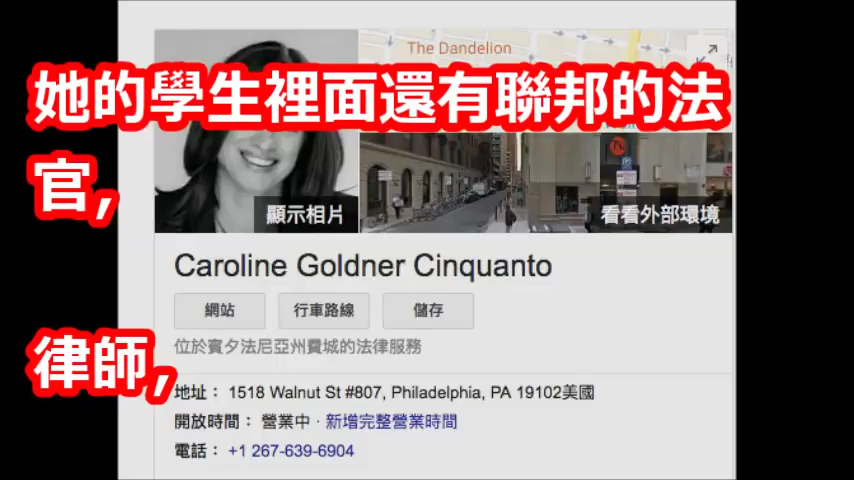 The Dandelion
她的學生裡面還有聯邦的法
官,
顯示相片
看看外部環境
Caroline Goldner Cinquanto
網站
行車路線
儲存
位於賓夕法尼亞州費城的法律服務
律師,
地址： 1518 Walnut St #807, Philadelphia, PA 19102美國
開放時間： 營業中 · 新增完整營業時間
電話： +1 267-639-6904